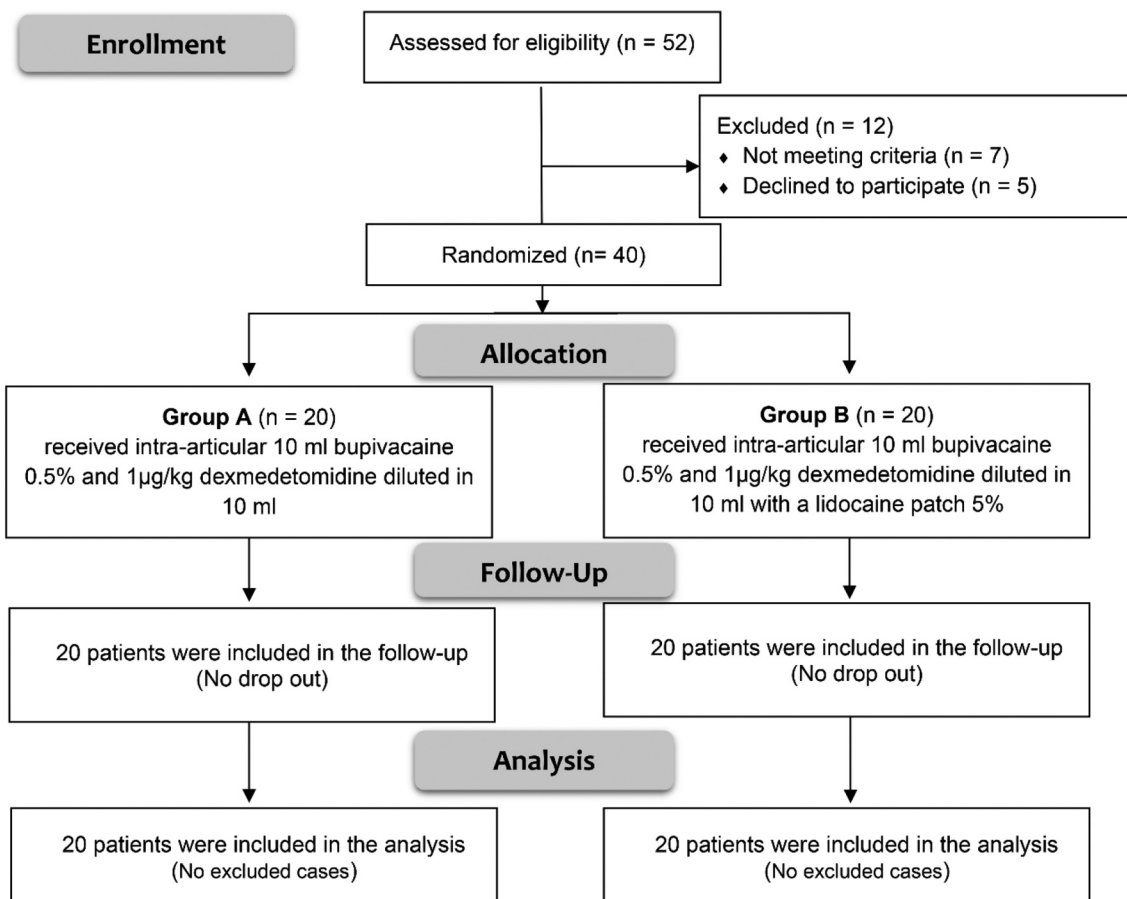 Enrollment
Assessed for eligibility (n = 52)
Excluded (n = 12)
♦ Not meeting criteria (n = 7)
♦ Declined to participate (n = 5)
Randomized (n= 40)
Allocation
Group A (n = 20)
received intra-articular 10 ml bupivacaine
0.5% and 1µg/kg dexmedetomidine diluted in
10 ml
Group B (n = 20)
received intra-articular 10 ml bupivacaine
0.5% and 1µg/kg dexmedetomidine diluted in
10 ml with a lidocaine patch 5%
Follow-Up
20 patients were included in the follow-up
(No drop out)
20 patients were included in the follow-up
(No drop out)
Analysis
20 patients were included in the analysis
(No excluded cases)
20 patients were included in the analysis
(No excluded cases)